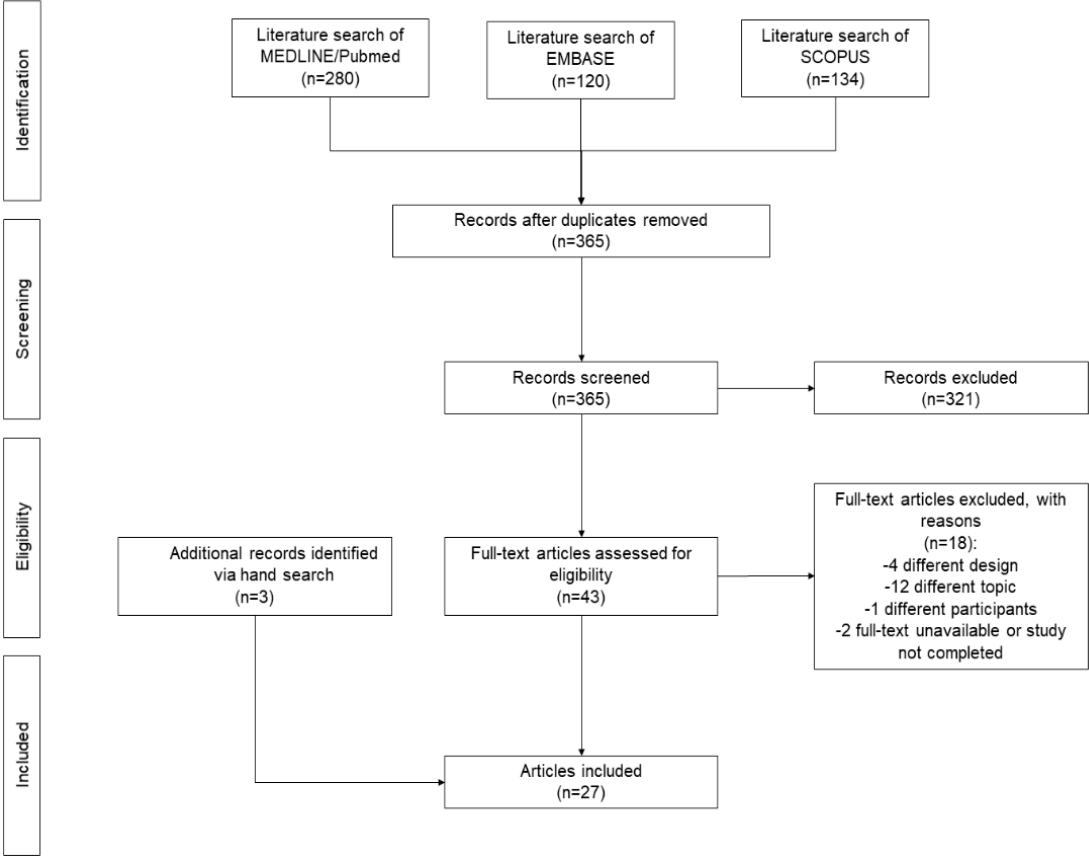 Identification
Literature search of
MEDLINE/Pubmed
(n=280)
Literature search of
EMBASE
(n=120)
Literature search of
SCOPUS
(n=134)
Records after duplicates removed
(n=365)
Screening
Records screened
(n=365)
Records excluded
(n=321)
Eligibility
Additional records identified
via hand search
(n=3)
Full-text articles assessed for
eligibility
(n=43)
Full-text articles excluded, with
reasons
(n=18):
-4 different design
-12 different topic
-1 different participants
-2 full-text unavailable or study
not completed
Included
Articles included
(n=27)